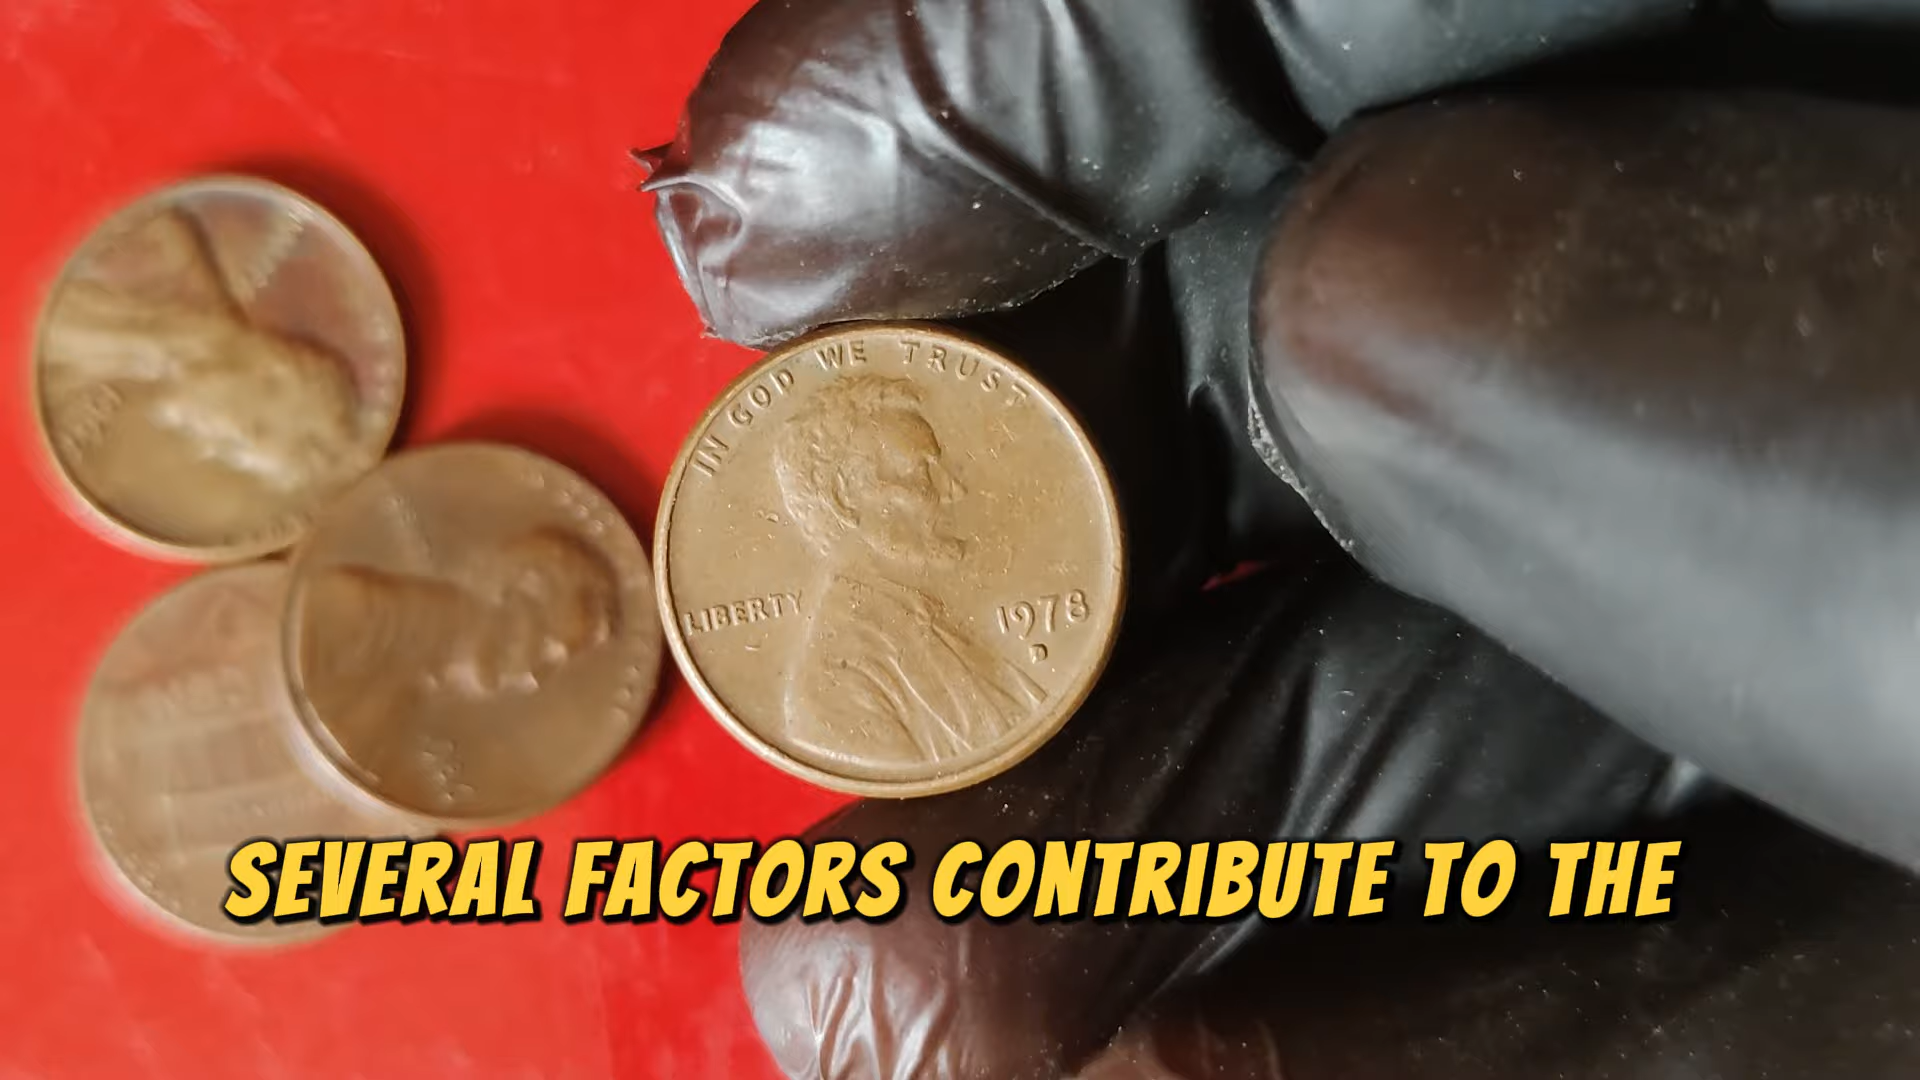 IN GOD WE TRUST
LIBERTY
1978
D
SEVERAL FACTORS CONTRIBUTE TO THE